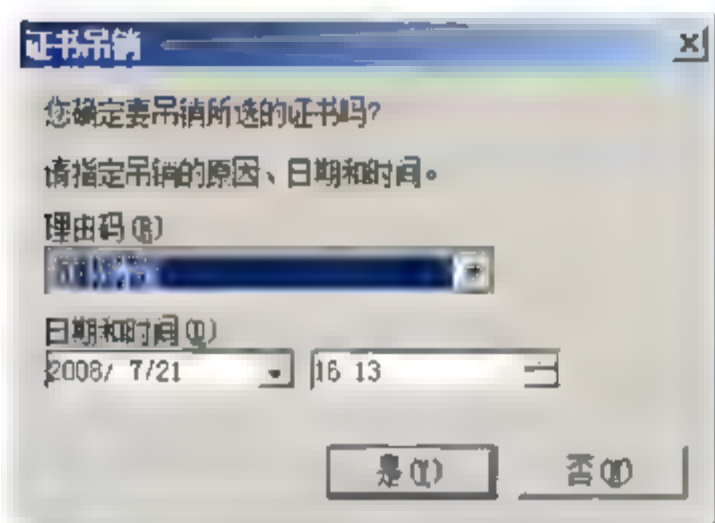 证书吊销
您确定要吊销所选的证书吗?
请指定吊销的原因、日期和时间。
理由码(R)
日期和时间(T)
2008/ 7/21 16 13
是(Y) 否(N)